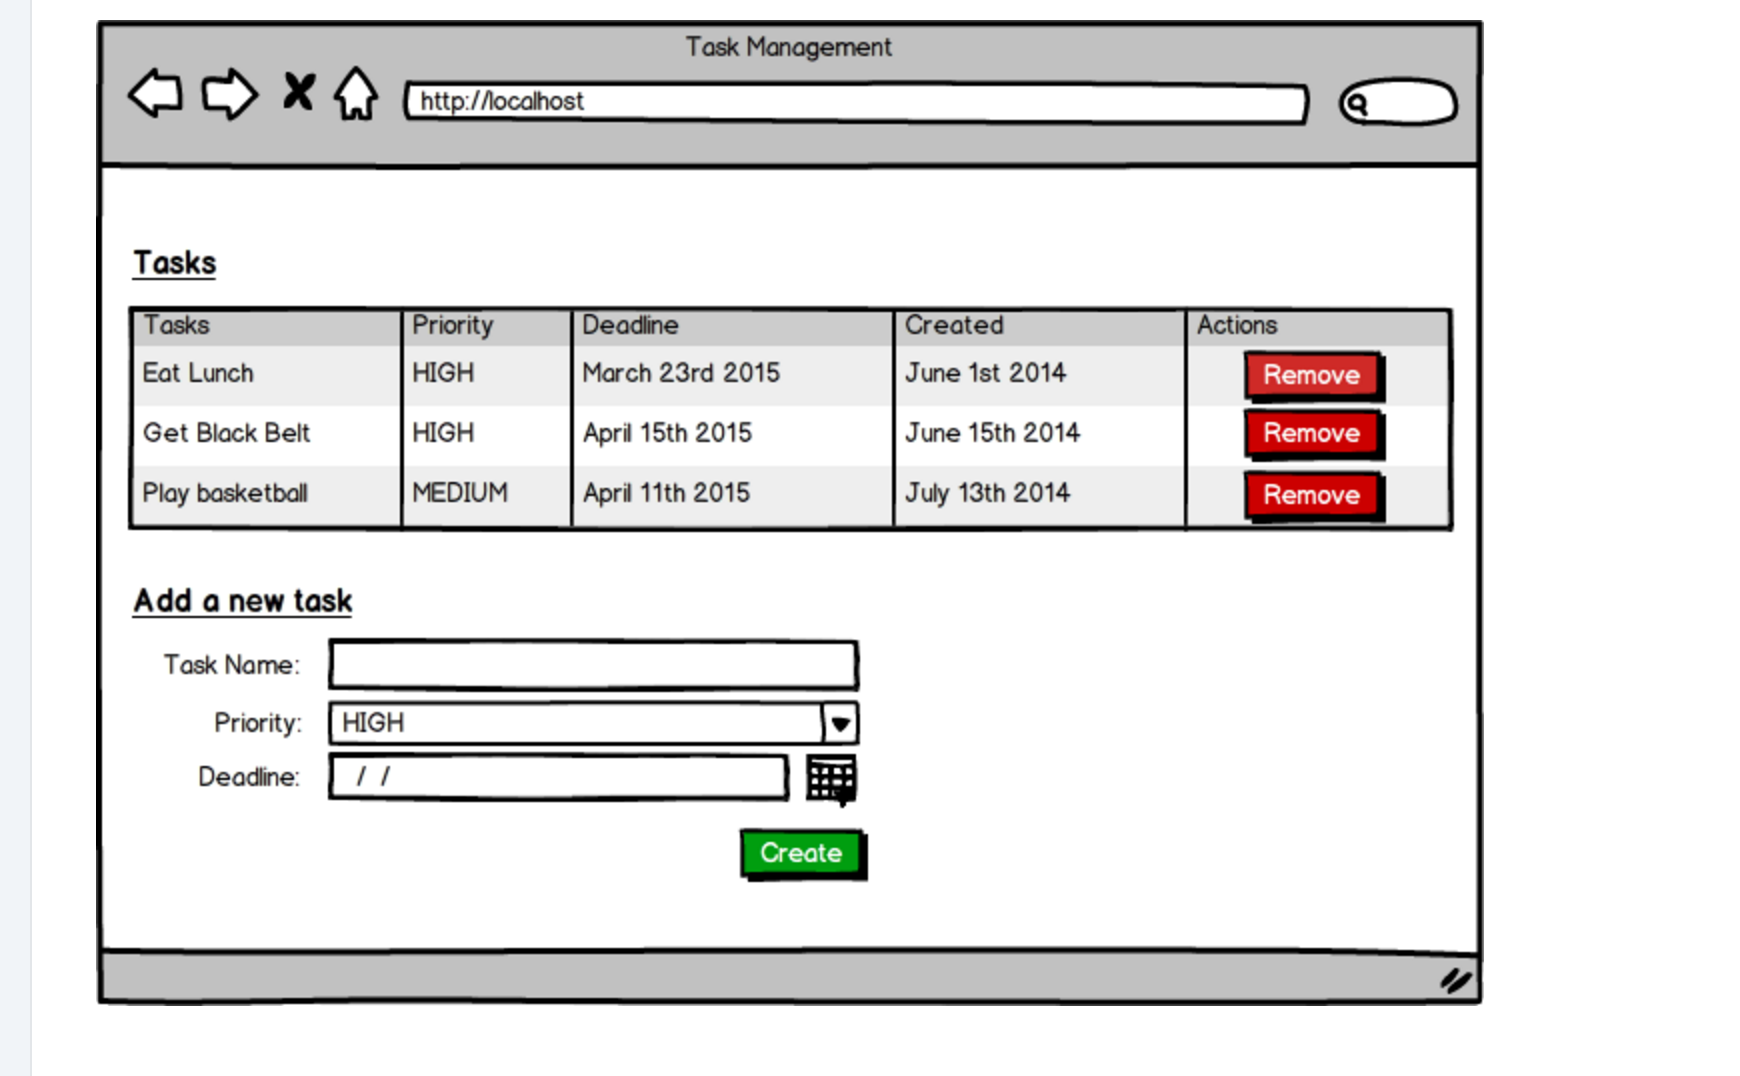 Task Management
http://localhost
Tasks
Tasks Priority Deadline Created Actions
Eat Lunch HIGH March 23rd 2015 June 1st 2014 Remove
Get Black Belt HIGH April 15th 2015 June 15th 2014 Remove
Play basketball MEDIUM April 11th 2015 July 13th 2014 Remove
Add a new task
Task Name:
Priority: HIGH
Deadline: / /
Create